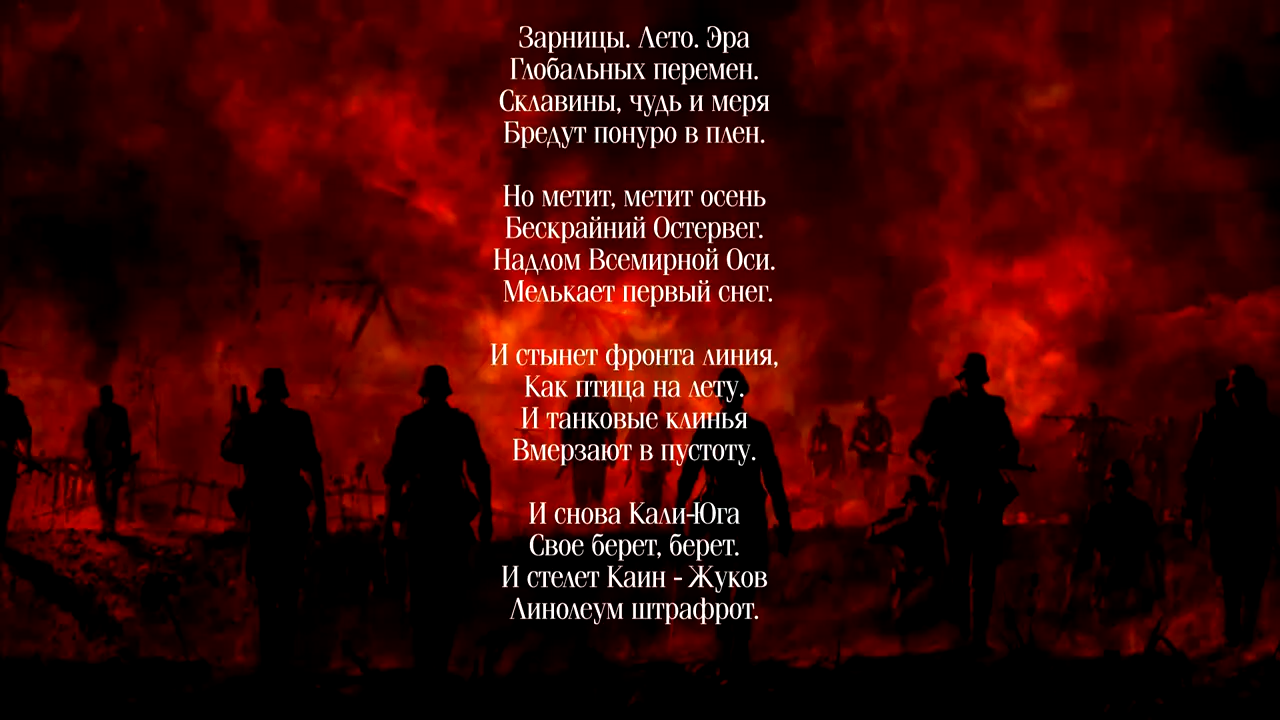 Зарницы. Лето. Эра
Глобальных перемен.
Склавины, чудь и меря
Бредут понуро в плен.
Но метит, метит осень
Бескрайний Остервег.
Надлом Всемирной Оси.
Мелькает первый снег.
И стынет фронта линия,
Как птица на лету.
И танковые клинья
Вмерзают в пустоту.
И снова Кали-Юга
Свое берет, берет.
И стелет Каин - Жуков
Линолеум штрафрот.